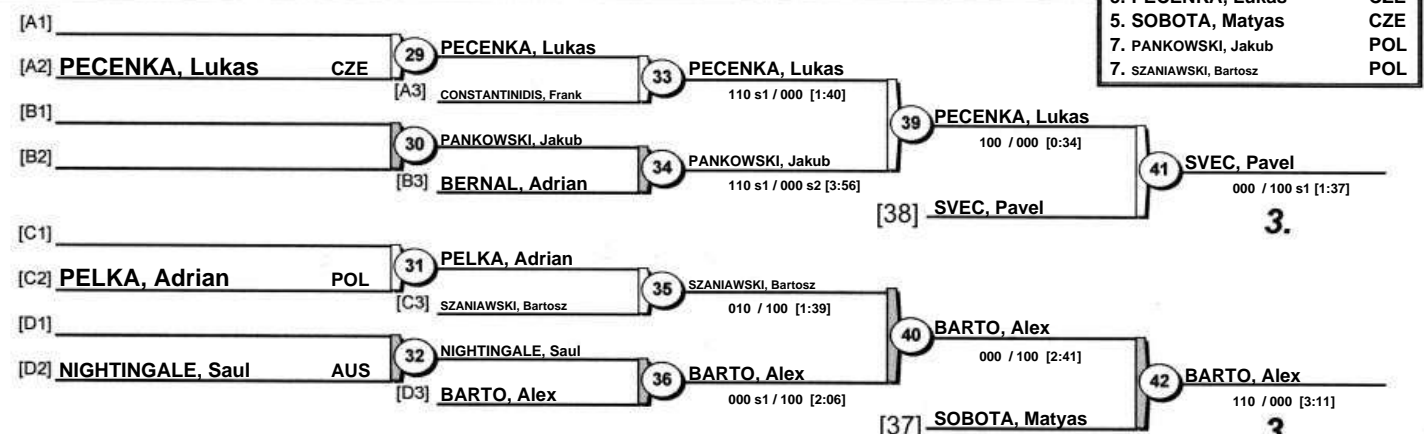 5. PECENKA, Lukas CZE
5. SOBOTA, Matyas CZE
7. PANKOWSKI, Jakub POL
7. SZANIAWSKI, Bartosz POL
[A1]
[A2] PECENKA, Lukas CZE
29
PECENKA, Lukas
[A3] CONSTANTINIDIS, Frank
33
PECENKA, Lukas
110 s1 / 000 [1:40]
[B1]
[B2]
30
PANKOWSKI, Jakub
[B3] BERNAL, Adrian
34
PANKOWSKI, Jakub
110 s1 / 000 s2 [3:56]
39
PECENKA, Lukas
100 / 000 [0:34]
[38] SVEC, Pavel
41
SVEC, Pavel
000 / 100 s1 [1:37]
3.
[C1]
[C2] PELKA, Adrian POL
31
PELKA, Adrian
[C3] SZANIAWSKI, Bartosz
35
SZANIAWSKI, Bartosz
010 / 100 [1:39]
[D1]
[D2] NIGHTINGALE, Saul AUS
32
NIGHTINGALE, Saul
[D3] BARTO, Alex
36
BARTO, Alex
000 s1 / 100 [2:06]
40
BARTO, Alex
000 / 100 [2:41]
[37] SOBOTA, Matyas
42
BARTO, Alex
110 / 000 [3:11]
3